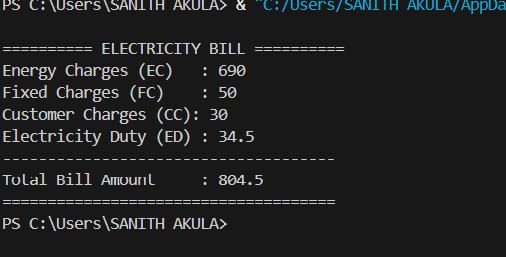 PS C:\Users\SANITH AKULA> & "C:/Users/SANITH AKULA/AppDa
========== ELECTRICITY BILL ==========
Energy Charges (EC)   : 690
Fixed Charges (FC)    : 50
Customer Charges (CC): 30
Electricity Duty (ED) : 34.5
-------------------------------------
Total Bill Amount     : 804.5
=====================================
PS C:\Users\SANITH AKULA>